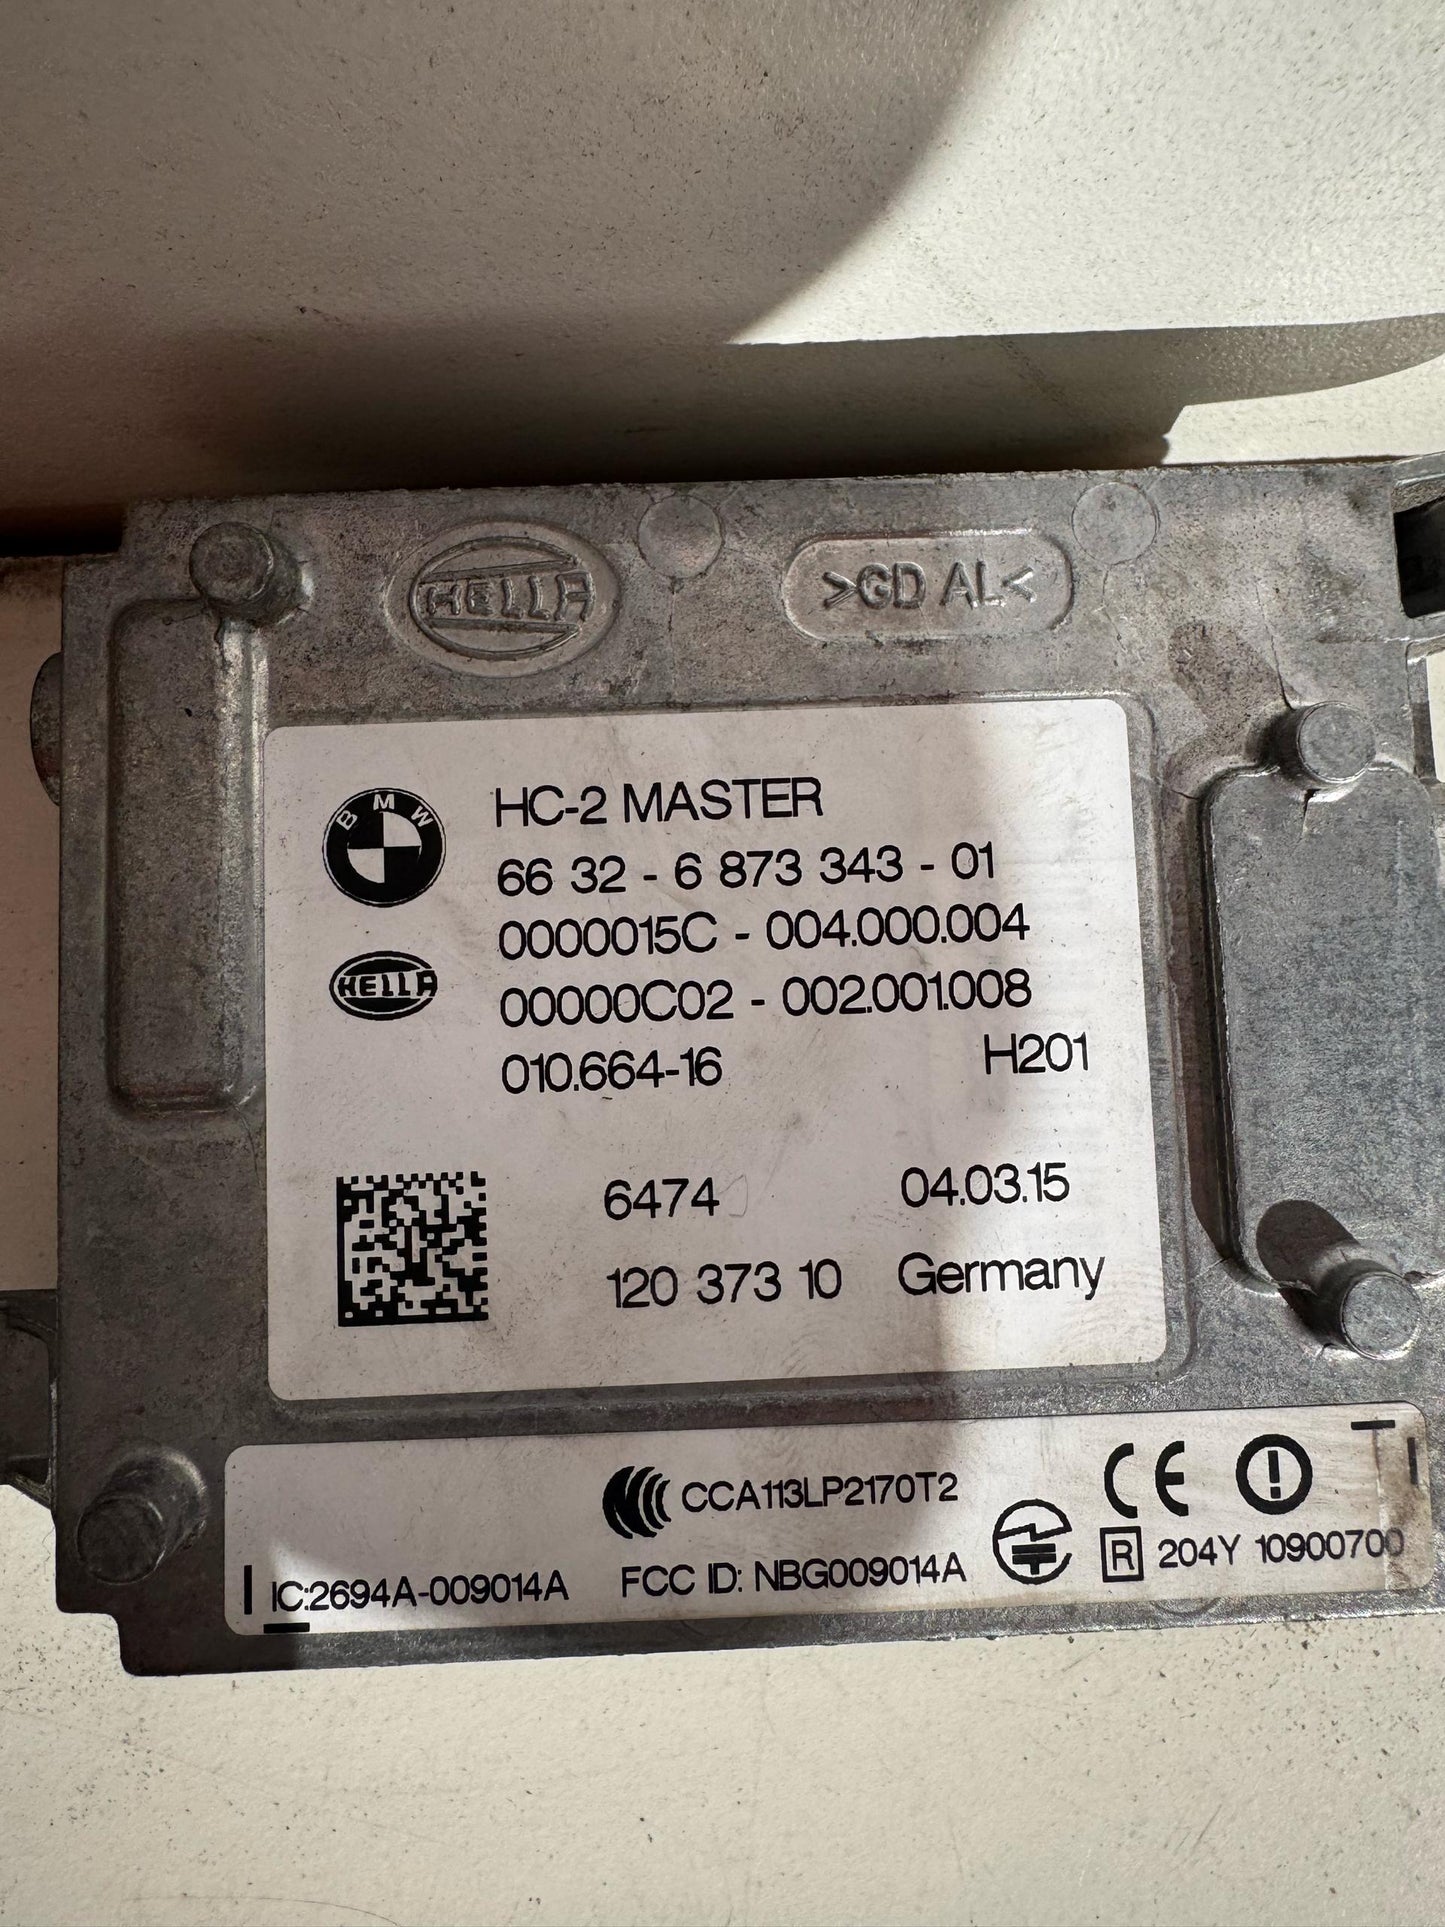 HELLA
>GD AL<
BMW
HC-2 MASTER
66 32 - 6 873 343 - 01
0000015C - 004.000.004
HELLA
00000C02 - 002.001.008
010.664-16 H201
6474 04.03.15
120 373 10 Germany
CCA113LP2170T2
CE
IC:2694A-009014A FCC ID: NBG009014A R 204Y 10900700